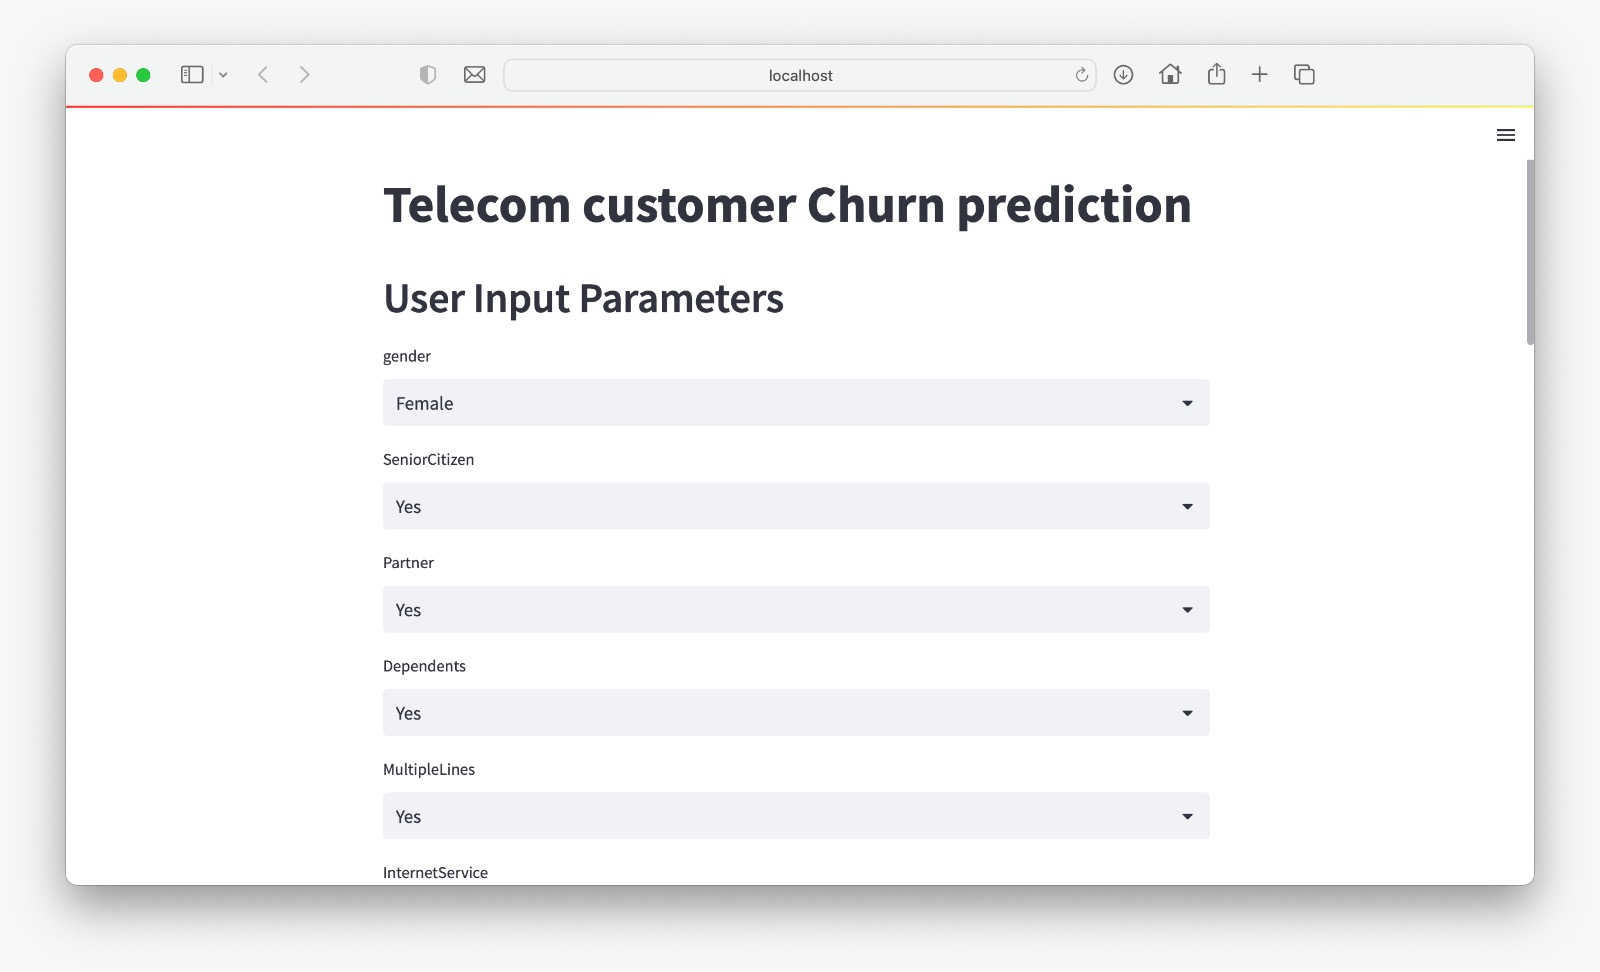 localhost
Telecom customer Churn prediction
User Input Parameters
gender
Female
SeniorCitizen
Yes
Partner
Yes
Dependents
Yes
MultipleLines
Yes
InternetService